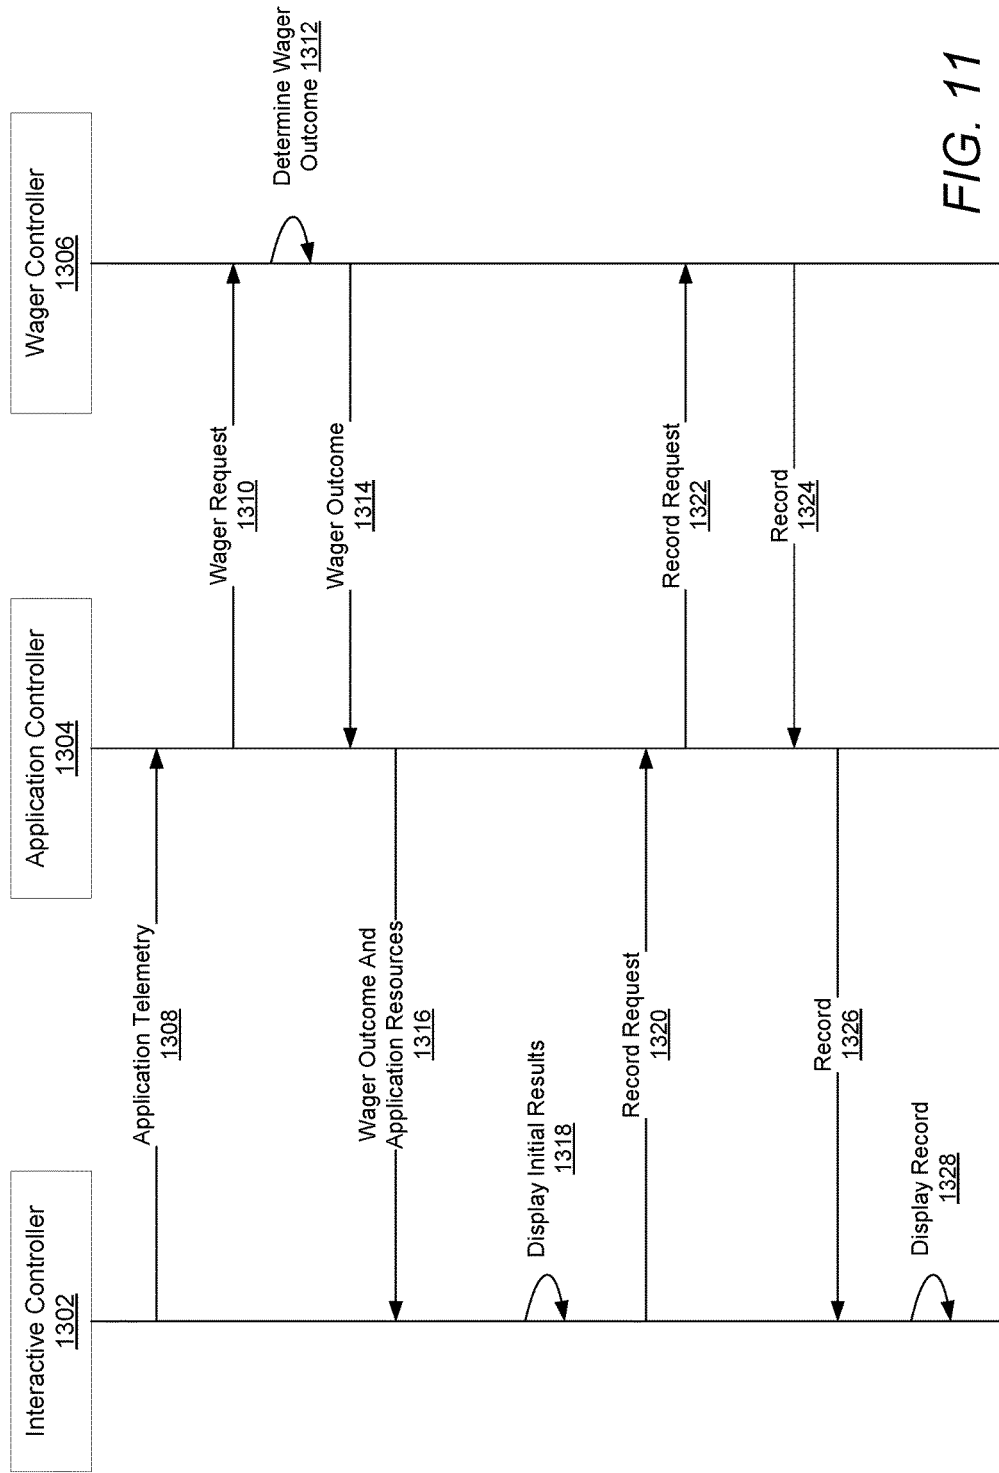 Interactive Controller
1302
Application Controller
1304
Wager Controller
1306
Application Telemetry
1308
Wager Request
1310
Determine Wager
Outcome 1312
Wager Outcome
1314
Wager Outcome And
Application Resources
1316
Display Initial Results
1318
Record Request
1320
Record Request
1322
Record
1324
Record
1326
Display Record
1328
FIG. 11